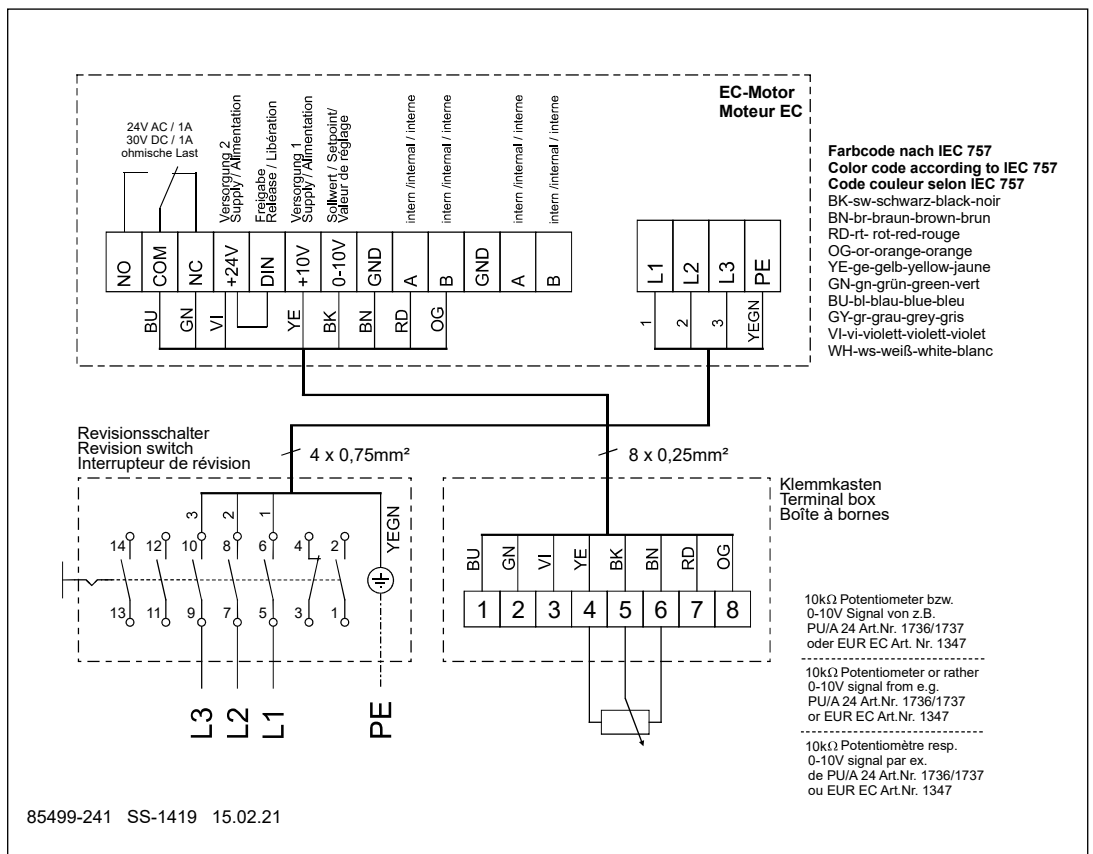 EC-Motor
Moteur EC
24V AC / 1A
30V DC / 1A
ohmische Last
Versorgung 2
Supply / Alimentation
Freigabe
Release / Libération
Versorgung 1
Supply / Alimentation
Sollwert / Setpoint/
Valeur de réglage
intern /internal / interne
intern /internal / interne
intern /internal / interne
intern /internal / interne
NO COM NC +24V DIN +10V 0-10V GND A B GND A B
L1 L2 L3 PE
BU GN VI YE BK BN RD OG
1 2 3 YEGN
Farbcode nach IEC 757
Color code according to IEC 757
Code couleur selon IEC 757
BK-sw-schwarz-black-noir
BN-br-braun-brown-brun
RD-rt- rot-red-rouge
OG-or-orange-orange
YE-ge-gelb-yellow-jaune
GN-gn-grün-green-vert
BU-bl-blau-blue-bleu
GY-gr-grau-grey-gris
VI-vi-violett-violett-violet
WH-ws-weiß-white-blanc
Revisionsschalter
Revision switch
Interrupteur de révision
4 x 0,75mm²
8 x 0,25mm²
3 2 1 YEGN
14 12 10 8 6 4 2
13 11 9 7 5 3 1
L3 L2 L1 PE
Klemmkasten
Terminal box
Boîte à bornes
BU GN VI YE BK BN RD OG
1 2 3 4 5 6 7 8
10kΩ Potentiometer bzw.
0-10V Signal von z.B.
PU/A 24 Art.Nr. 1736/1737
oder EUR EC Art. Nr. 1347
10kΩ Potentiometer or rather
0-10V signal from e.g.
PU/A 24 Art.Nr. 1736/1737
or EUR EC Art.Nr. 1347
10kΩ Potentiomètre resp.
0-10V signal par ex.
de PU/A 24 Art.Nr. 1736/1737
ou EUR EC Art.Nr. 1347
85499-241 SS-1419 15.02.21